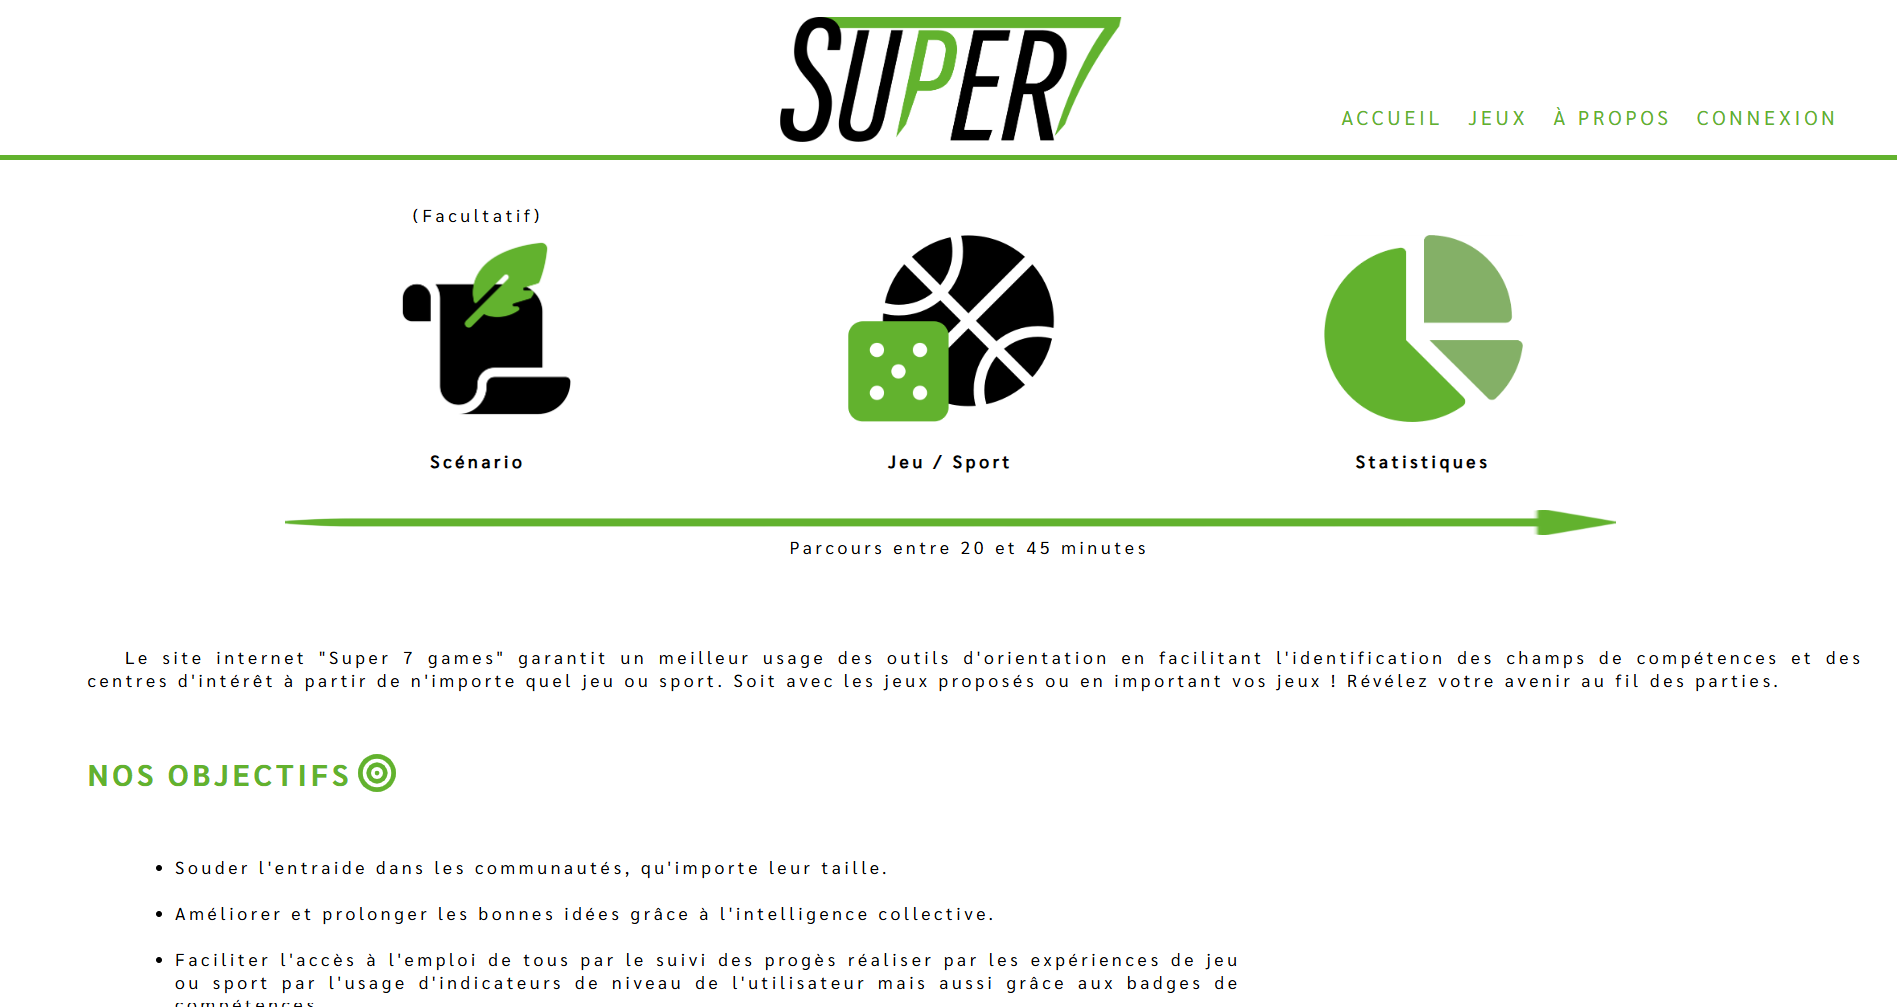 SUPER7
ACCUEIL JEUX À PROPOS CONNEXION
(Facultatif)
Scénario
Jeu / Sport
Statistiques
Parcours entre 20 et 45 minutes
Le site internet "Super 7 games" garantit un meilleur usage des outils d'orientation en facilitant l'identification des champs de compétences et des
centres d'intérêt à partir de n'importe quel jeu ou sport. Soit avec les jeux proposés ou en important vos jeux ! Révélez votre avenir au fil des parties.
NOS OBJECTIFS
• Souder l'entraide dans les communautés, qu'importe leur taille.
• Améliorer et prolonger les bonnes idées grâce à l'intelligence collective.
• Faciliter l'accès à l'emploi de tous par le suivi des progès réaliser par les expériences de jeu
ou sport par l'usage d'indicateurs de niveau de l'utilisateur mais aussi grâce aux badges de
compétences.